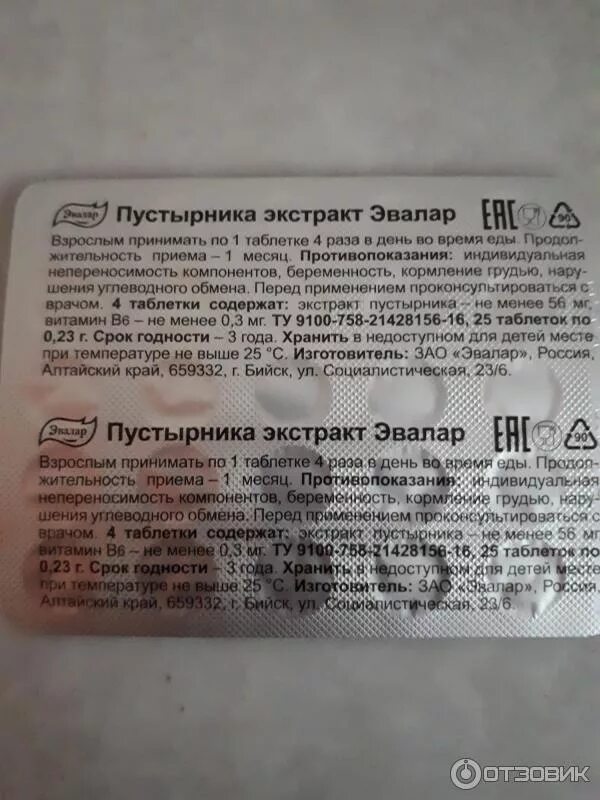 Эвалар Пустырника экстракт Эвалар EAC 90
Взрослым принимать по 1 таблетке 4 раза в день во время еды. Продол-
жительность приема – 1 месяц. Противопоказания: индивидуальная
непереносимость компонентов, беременность, кормление грудью, нару-
шения углеводного обмена. Перед применением проконсультироваться с
врачом. 4 таблетки содержат: экстракт пустырника – не менее 56 мг,
витамин В6 – не менее 0,3 мг. ТУ 9100-758-21428156-16, 25 таблеток по
0,23 г. Срок годности – 3 года. Хранить в недоступном для детей месте
при температуре не выше 25 °С. Изготовитель: ЗАО «Эвалар», Россия,
Алтайский край, 659332, г. Бийск, ул. Социалистическая, 23/6.
Эвалар Пустырника экстракт Эвалар EAC 90
Взрослым принимать по 1 таблетке 4 раза в день во время еды. Продол-
жительность приема – 1 месяц. Противопоказания: индивидуальная
непереносимость компонентов, беременность, кормление грудью, нару-
шения углеводного обмена. Перед применением проконсультироваться с
врачом. 4 таблетки содержат: экстракт пустырника – не менее 56 мг,
витамин В6 – не менее 0,3 мг. ТУ 9100-758-21428156-16, 25 таблеток по
0,23 г. Срок годности – 3 года. Хранить в недоступном для детей месте
при температуре не выше 25 °С. Изготовитель: ЗАО «Эвалар», Россия,
Алтайский край, 659332, г. Бийск, ул. Социалистическая, 23/6.
ОТЗОВИК